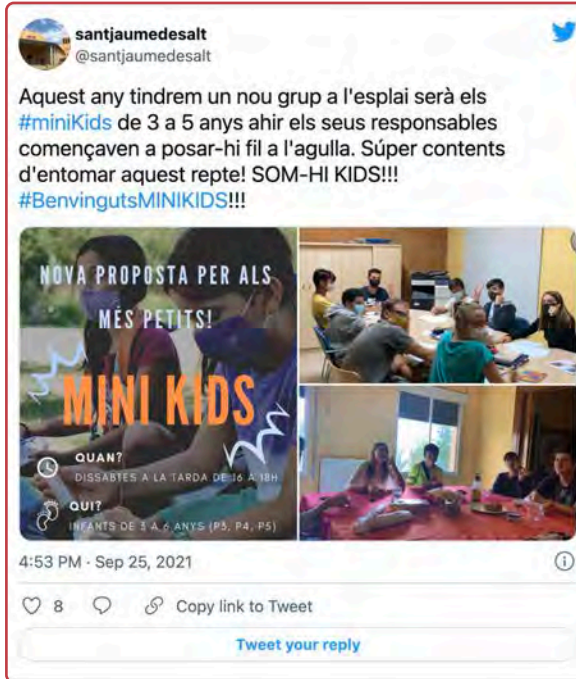 santjaumedesalt
@santjaumedesalt
Aquest any tindrem un nou grup a l'esplai serà els
#miniKids de 3 a 5 anys ahir els seus responsables
començaven a posar-hi fil a l'agulla. Súper contents
d'entomar aquest repte! SOM-HI KIDS!!!
#BenvingutsMINIKIDS!!!
NOVA PROPOSTA PER ALS
MÉS PETITS!
MINI KIDS
QUAN?
DISSABTES A LA TARDA DE 16 A 18H
QUI?
INFANTS DE 3 A 6 ANYS (P3, P4, P5)
4:53 PM · Sep 25, 2021
8 Copy link to Tweet
Tweet your reply